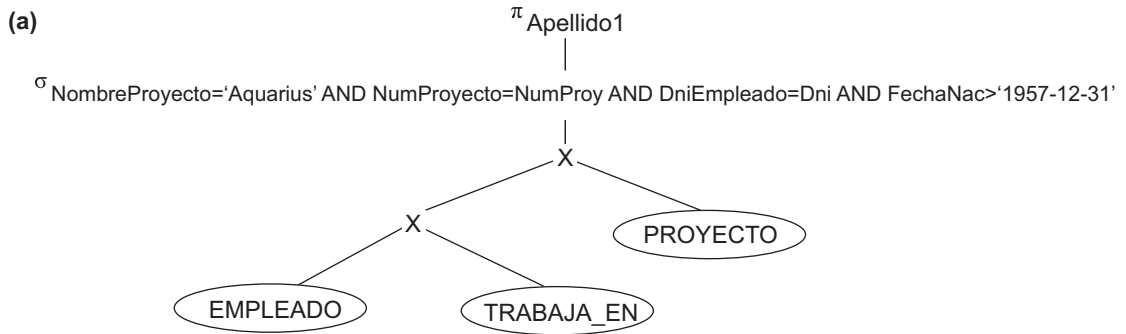 (a)
π Apellido1
σ NombreProyecto=‘Aquarius’ AND NumProyecto=NumProy AND DniEmpleado=Dni AND FechaNac>‘1957-12-31’
X
X
PROYECTO
EMPLEADO
TRABAJA_EN